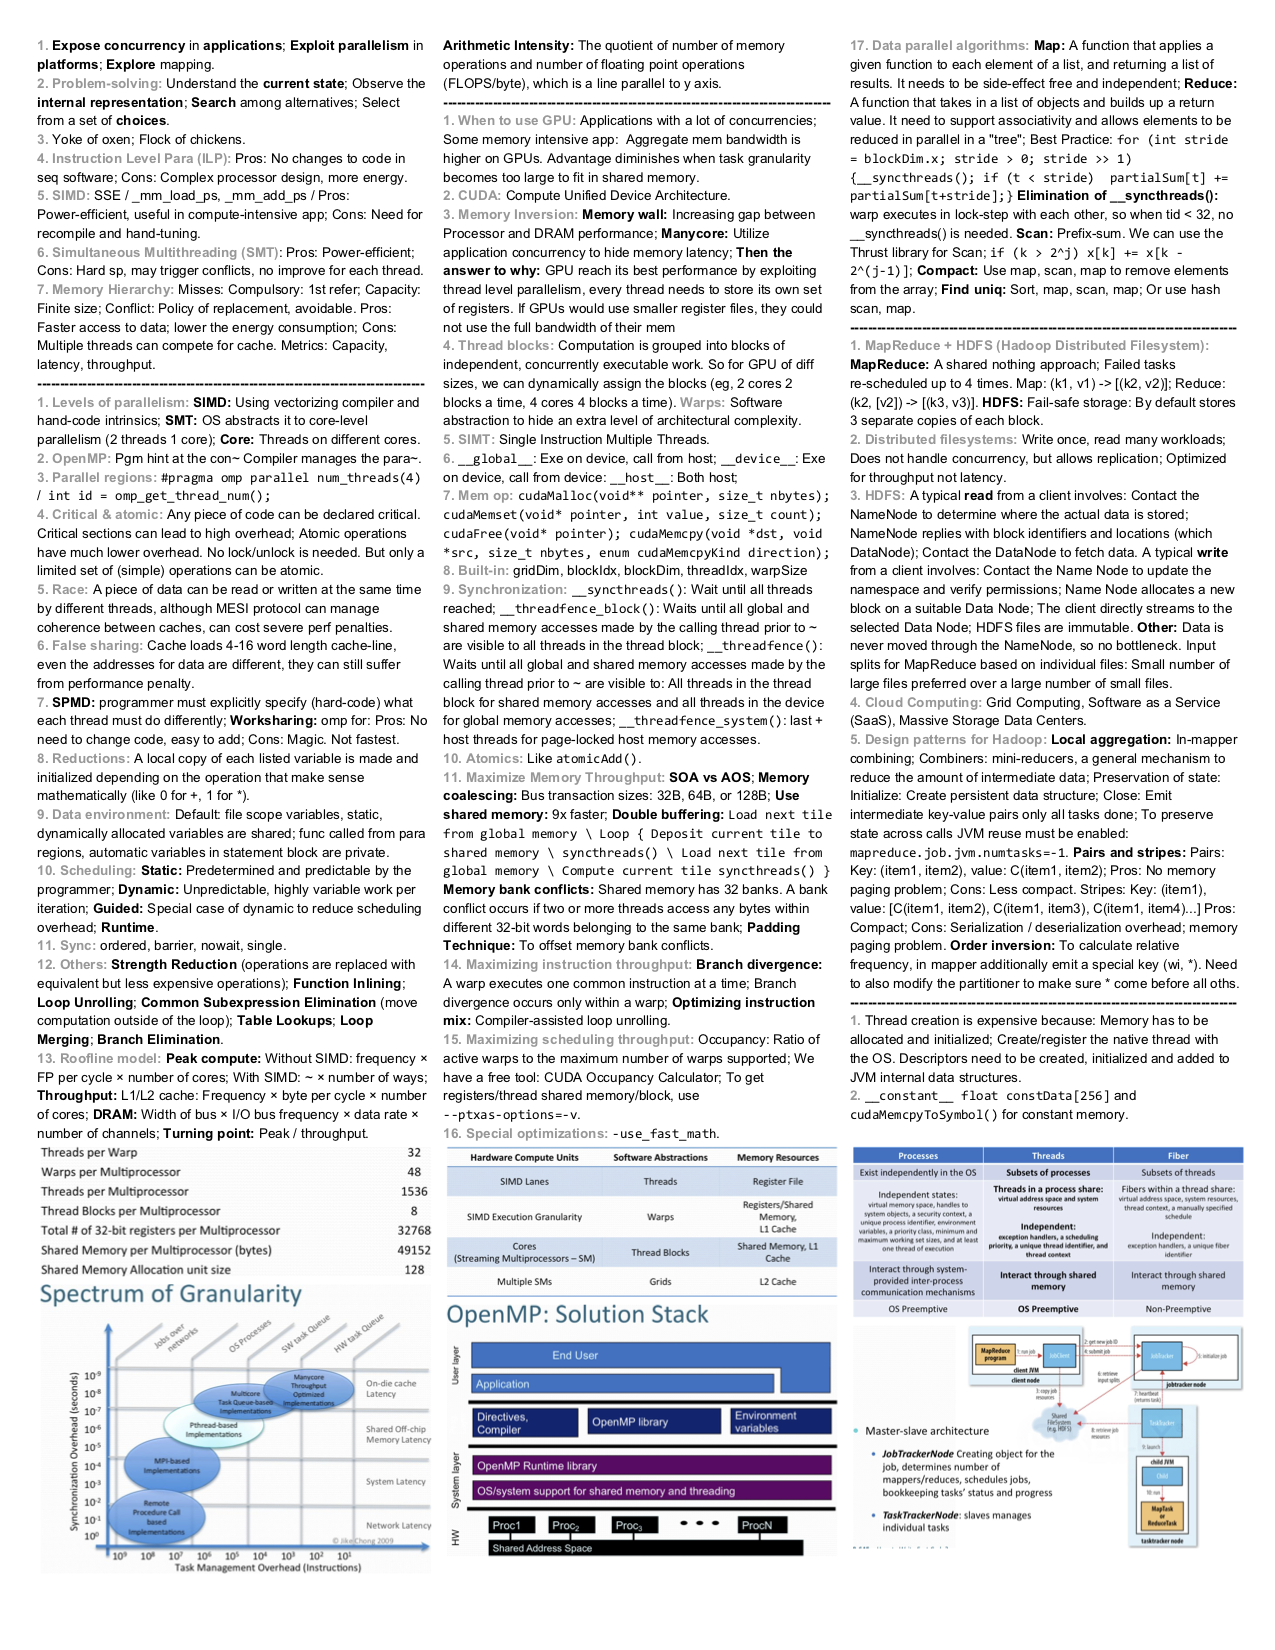 1. Expose concurrency in applications; Exploit parallelism in
platforms; Explore mapping.
2. Problem-solving: Understand the current state; Observe the
internal representation; Search among alternatives; Select
from a set of choices.
3. Yoke of oxen; Flock of chickens.
4. Instruction Level Para (ILP): Pros: No changes to code in
seq software; Cons: Complex processor design, more energy.
5. SIMD: SSE / _mm_load_ps, _mm_add_ps / Pros:
Power-efficient, useful in compute-intensive app; Cons: Need for
recompile and hand-tuning.
6. Simultaneous Multithreading (SMT): Pros: Power-efficient;
Cons: Hard sp, may trigger conflicts, no improve for each thread.
7. Memory Hierarchy: Misses: Compulsory: 1st refer; Capacity:
Finite size; Conflict: Policy of replacement, avoidable. Pros:
Faster access to data; lower the energy consumption; Cons:
Multiple threads can compete for cache. Metrics: Capacity,
latency, throughput.
--------------------------------------------------------------------------------
1. Levels of parallelism: SIMD: Using vectorizing compiler and
hand-code intrinsics; SMT: OS abstracts it to core-level
parallelism (2 threads 1 core); Core: Threads on different cores.
2. OpenMP: Pgm hint at the con~ Compiler manages the para~.
3. Parallel regions: #pragma omp parallel num_threads(4)
/ int id = omp_get_thread_num();
4. Critical & atomic: Any piece of code can be declared critical.
Critical sections can lead to high overhead; Atomic operations
have much lower overhead. No lock/unlock is needed. But only a
limited set of (simple) operations can be atomic.
5. Race: A piece of data can be read or written at the same time
by different threads, although MESI protocol can manage
coherence between caches, can cost severe perf penalties.
6. False sharing: Cache loads 4-16 word length cache-line,
even the addresses for data are different, they can still suffer
from performance penalty.
7. SPMD: programmer must explicitly specify (hard-code) what
each thread must do differently; Worksharing: omp for: Pros: No
need to change code, easy to add; Cons: Magic. Not fastest.
8. Reductions: A local copy of each listed variable is made and
initialized depending on the operation that make sense
mathematically (like 0 for +, 1 for *).
9. Data environment: Default: file scope variables, static,
dynamically allocated variables are shared; func called from para
regions, automatic variables in statement block are private.
10. Scheduling: Static: Predetermined and predictable by the
programmer; Dynamic: Unpredictable, highly variable work per
iteration; Guided: Special case of dynamic to reduce scheduling
overhead; Runtime.
11. Sync: ordered, barrier, nowait, single.
12. Others: Strength Reduction (operations are replaced with
equivalent but less expensive operations); Function Inlining;
Loop Unrolling; Common Subexpression Elimination (move
computation outside of the loop); Table Lookups; Loop
Merging; Branch Elimination.
13. Roofline model: Peak compute: Without SIMD: frequency ×
FP per cycle × number of cores; With SIMD: ~ × number of ways;
Throughput: L1/L2 cache: Frequency × byte per cycle × number
of cores; DRAM: Width of bus × I/O bus frequency × data rate ×
number of channels; Turning point: Peak / throughput.
Threads per Warp 32
Warps per Multiprocessor 48
Threads per Multiprocessor 1536
Thread Blocks per Multiprocessor 8
Total # of 32-bit registers per Multiprocessor 32768
Shared Memory per Multiprocessor (bytes) 49152
Shared Memory Allocation unit size 128
Spectrum of Granularity
Jobs over networks
OS Processes
SW task Queue
HW task Queue
Synchronization Overhead (seconds)
10-9
10-8
10-7
10-6
10-5
10-4
10-3
10-2
10-1
100
Manycore
Throughput
Optimized
Implementations
Multicore
Task Queue-based
Implementations
Pthread-based
Implementations
MPI-based
Implementations
Remote
Procedure Call
based
Implementations
On-die cache
Latency
Shared Off-chip
Memory Latency
System Latency
Network Latency
© Jike Chong 2009
109 108 107 106 105 104 103 102 101
Task Management Overhead (Instructions)
Arithmetic Intensity: The quotient of number of memory
operations and number of floating point operations
(FLOPS/byte), which is a line parallel to y axis.
--------------------------------------------------------------------------------
1. When to use GPU: Applications with a lot of concurrencies;
Some memory intensive app: Aggregate mem bandwidth is
higher on GPUs. Advantage diminishes when task granularity
becomes too large to fit in shared memory.
2. CUDA: Compute Unified Device Architecture.
3. Memory Inversion: Memory wall: Increasing gap between
Processor and DRAM performance; Manycore: Utilize
application concurrency to hide memory latency; Then the
answer to why: GPU reach its best performance by exploiting
thread level parallelism, every thread needs to store its own set
of registers. If GPUs would use smaller register files, they could
not use the full bandwidth of their mem
4. Thread blocks: Computation is grouped into blocks of
independent, concurrently executable work. So for GPU of diff
sizes, we can dynamically assign the blocks (eg, 2 cores 2
blocks a time, 4 cores 4 blocks a time). Warps: Software
abstraction to hide an extra level of architectural complexity.
5. SIMT: Single Instruction Multiple Threads.
6. __global__: Exe on device, call from host; __device__: Exe
on device, call from device: __host__: Both host;
7. Mem op: cudaMalloc(void** pointer, size_t nbytes);
cudaMemset(void* pointer, int value, size_t count);
cudaFree(void* pointer); cudaMemcpy(void *dst, void
*src, size_t nbytes, enum cudaMemcpyKind direction);
8. Built-in: gridDim, blockIdx, blockDim, threadIdx, warpSize
9. Synchronization: __syncthreads(): Wait until all threads
reached; __threadfence_block(): Waits until all global and
shared memory accesses made by the calling thread prior to ~
are visible to all threads in the thread block; __threadfence():
Waits until all global and shared memory accesses made by the
calling thread prior to ~ are visible to: All threads in the thread
block for shared memory accesses and all threads in the device
for global memory accesses; __threadfence_system(): last +
host threads for page-locked host memory accesses.
10. Atomics: Like atomicAdd().
11. Maximize Memory Throughput: SOA vs AOS; Memory
coalescing: Bus transaction sizes: 32B, 64B, or 128B; Use
shared memory: 9x faster; Double buffering: Load next tile
from global memory \ Loop { Deposit current tile to
shared memory \ syncthreads() \ Load next tile from
global memory \ Compute current tile syncthreads() }
Memory bank conflicts: Shared memory has 32 banks. A bank
conflict occurs if two or more threads access any bytes within
different 32-bit words belonging to the same bank; Padding
Technique: To offset memory bank conflicts.
14. Maximizing instruction throughput: Branch divergence:
A warp executes one common instruction at a time; Branch
divergence occurs only within a warp; Optimizing instruction
mix: Compiler-assisted loop unrolling.
15. Maximizing scheduling throughput: Occupancy: Ratio of
active warps to the maximum number of warps supported; We
have a free tool: CUDA Occupancy Calculator; To get
registers/thread shared memory/block, use
--ptxas-options=-v.
16. Special optimizations: -use_fast_math.
Hardware Compute Units Software Abstractions Memory Resources
SIMD Lanes Threads Register File
SIMD Execution Granularity Warps Registers/Shared Memory, L1 Cache
Cores (Streaming Multiprocessors – SM) Thread Blocks Shared Memory, L1 Cache
Multiple SMs Grids L2 Cache
OpenMP: Solution Stack
User layer
End User
Application
Directives, Compiler
OpenMP library
Environment variables
System layer
OpenMP Runtime library
OS/system support for shared memory and threading
HW
Proc1 Proc2 Proc3 • • • ProcN
Shared Address Space
17. Data parallel algorithms: Map: A function that applies a
given function to each element of a list, and returning a list of
results. It needs to be side-effect free and independent; Reduce:
A function that takes in a list of objects and builds up a return
value. It need to support associativity and allows elements to be
reduced in parallel in a "tree"; Best Practice: for (int stride
= blockDim.x; stride > 0; stride >> 1)
{__syncthreads(); if (t < stride) partialSum[t] +=
partialSum[t+stride];} Elimination of __syncthreads():
warp executes in lock-step with each other, so when tid < 32, no
__syncthreads() is needed. Scan: Prefix-sum. We can use the
Thrust library for Scan; if (k > 2^j) x[k] += x[k -
2^(j-1)]; Compact: Use map, scan, map to remove elements
from the array; Find uniq: Sort, map, scan, map; Or use hash
scan, map.
--------------------------------------------------------------------------------
1. MapReduce + HDFS (Hadoop Distributed Filesystem):
MapReduce: A shared nothing approach; Failed tasks
re-scheduled up to 4 times. Map: (k1, v1) -> [(k2, v2)]; Reduce:
(k2, [v2]) -> [(k3, v3)]. HDFS: Fail-safe storage: By default stores
3 separate copies of each block.
2. Distributed filesystems: Write once, read many workloads;
Does not handle concurrency, but allows replication; Optimized
for throughput not latency.
3. HDFS: A typical read from a client involves: Contact the
NameNode to determine where the actual data is stored;
NameNode replies with block identifiers and locations (which
DataNode); Contact the DataNode to fetch data. A typical write
from a client involves: Contact the Name Node to update the
namespace and verify permissions; Name Node allocates a new
block on a suitable Data Node; The client directly streams to the
selected Data Node; HDFS files are immutable. Other: Data is
never moved through the NameNode, so no bottleneck. Input
splits for MapReduce based on individual files: Small number of
large files preferred over a large number of small files.
4. Cloud Computing: Grid Computing, Software as a Service
(SaaS), Massive Storage Data Centers.
5. Design patterns for Hadoop: Local aggregation: In-mapper
combining; Combiners: mini-reducers, a general mechanism to
reduce the amount of intermediate data; Preservation of state:
Initialize: Create persistent data structure; Close: Emit
intermediate key-value pairs only all tasks done; To preserve
state across calls JVM reuse must be enabled:
mapreduce.job.jvm.numtasks=-1. Pairs and stripes: Pairs:
Key: (item1, item2), value: C(item1, item2); Pros: No memory
paging problem; Cons: Less compact. Stripes: Key: (item1),
value: [C(item1, item2), C(item1, item3), C(item1, item4)...] Pros:
Compact; Cons: Serialization / deserialization overhead; memory
paging problem. Order inversion: To calculate relative
frequency, in mapper additionally emit a special key (wi, *). Need
to also modify the partitioner to make sure * come before all oths.
--------------------------------------------------------------------------------
1. Thread creation is expensive because: Memory has to be
allocated and initialized; Create/register the native thread with
the OS. Descriptors need to be created, initialized and added to
JVM internal data structures.
2. __constant__ float constData[256] and
cudaMemcpyToSymbol() for constant memory.
Processes Threads Fiber
Exist independently in the OS Subsets of processes Subsets of threads
Independent states:
virtual memory space, handles to
system objects, a security context, a
unique process identifier, environment
variables, a priority class, minimum and
maximum working set sizes, and at least
one thread of execution
Threads in a process share:
virtual address space and system
resources
Independent:
exception handlers, a scheduling
priority, a unique thread identifier, and
thread context
Fibers within a thread share:
virtual address space, system resources,
thread context, a manually specified
schedule
Independent:
exception handlers, a unique fiber
identifier
Interact through system-
provided inter-process
communication mechanisms
Interact through shared
memory
Interact through shared
memory
OS Preemptive OS Preemptive Non-Preemptive
MapReduce program
1: run job
JobClient
client JVM
client node
2: get new job ID
4: submit job
JobTracker
5: initialize job
jobtracker node
3: copy job resources
6: retrieve input splits
7: heartbeat (returns task)
Shared FileSystem (e.g. HDFS)
8: retrieve job resources
TaskTracker
9: launch
child JVM
Child
10: run
MapTask or ReduceTask
tasktracker node
• Master-slave architecture
• JobTrackerNode Creating object for the
job, determines number of
mappers/reduces, schedules jobs,
bookkeeping tasks' status and progress
• TaskTrackerNode: slaves manages
individual tasks